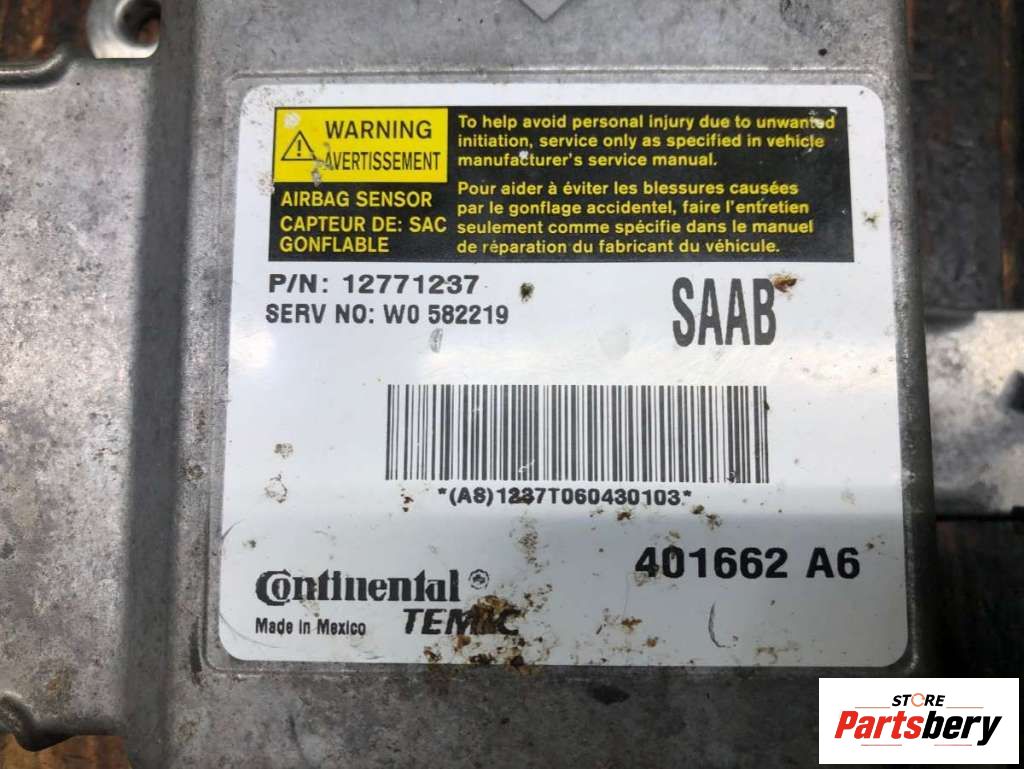 WARNING
AVERTISSEMENT
To help avoid personal injury due to unwanted
initiation, service only as specified in vehicle
manufacturer's service manual.
AIRBAG SENSOR
CAPTEUR DE: SAC
GONFLABLE
Pour aider à éviter les blessures causées
par le gonflage accidentel, faire l'entretien
seulement comme spécifie dans le manuel
de réparation du fabricant du véhicule.
P/N: 12771237
SERV NO: W0 582219
SAAB
*(A8)1237T060430103*
401662 A6
Continental ®
TEMIC
Made in Mexico
STORE
Partsbery